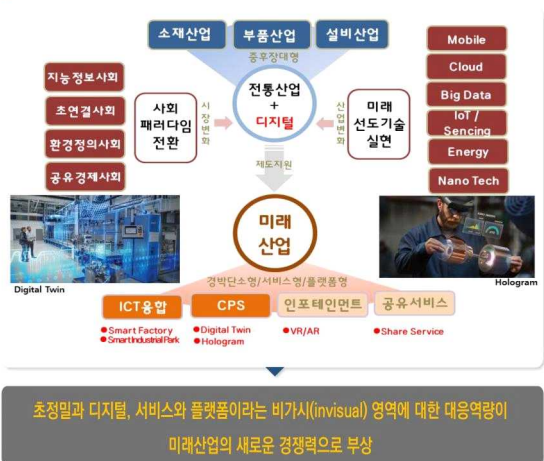 소재산업
부품산업
설비산업
중후장대형
지능정보사회
초연결사회
환경정의사회
공유경제사회
사회
패러다임
전환
시장변화
전통산업
+
디지털
산업변화
미래
선도기술
실현
Mobile
Cloud
Big Data
IoT /
Sencing
Energy
Nano Tech
제도지원
미래
산업
Digital Twin
Hologram
경박단소형/서비스형/플랫폼형
ICT융합
CPS
인포테인먼트
공유서비스
●Smart Factory
●Smart Industrial Park
●Digital Twin
●Hologram
●VR/AR
●Share Service
초정밀과 디지털, 서비스와 플랫폼이라는 비가시(invisual) 영역에 대한 대응역량이
미래산업의 새로운 경쟁력으로 부상